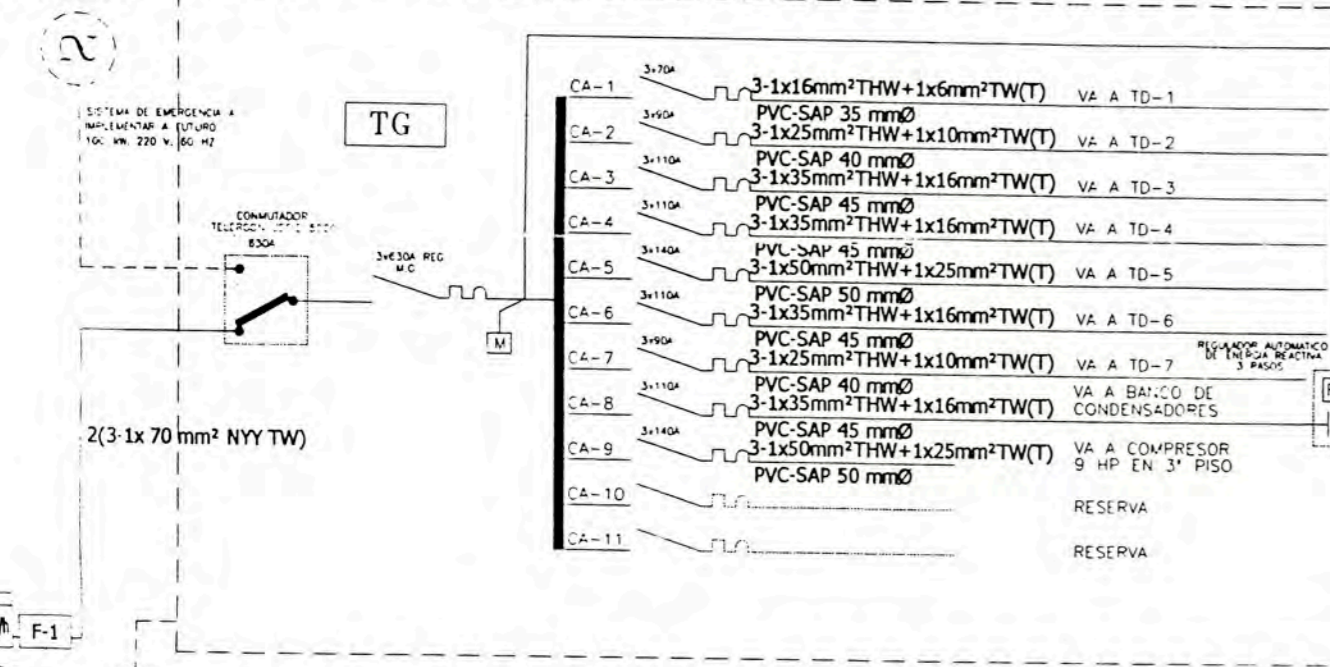 SISTEMA DE EMERGENCIA A
IMPLEMENTAR A FUTURO
220 V. 60 HZ
TG
CONMUTADOR
630A
3x630A REG
M.C
M
2(3-1x 70 mm² NYY TW)
F-1
CA-1 3x70A 3-1x16mm²THW+1x6mm²TW(T) VA A TD-1
PVC-SAP 35 mmØ
CA-2 3x90A 3-1x25mm²THW+1x10mm²TW(T) VA A TD-2
PVC-SAP 40 mmØ
CA-3 3x110A 3-1x35mm²THW+1x16mm²TW(T) VA A TD-3
PVC-SAP 45 mmØ
CA-4 3x110A 3-1x35mm²THW+1x16mm²TW(T) VA A TD-4
PVC-SAP 45 mmØ
CA-5 3x140A 3-1x50mm²THW+1x25mm²TW(T) VA A TD-5
PVC-SAP 50 mmØ
CA-6 3x110A 3-1x35mm²THW+1x16mm²TW(T) VA A TD-6
PVC-SAP 45 mmØ
CA-7 3x90A 3-1x25mm²THW+1x10mm²TW(T) VA A TD-7
PVC-SAP 40 mmØ
CA-8 3x110A 3-1x35mm²THW+1x16mm²TW(T) VA A BANCO DE
CONDENSADORES
PVC-SAP 45 mmØ
CA-9 3x140A 3-1x50mm²THW+1x25mm²TW(T) VA A COMPRESOR
9 HP EN 3° PISO
PVC-SAP 50 mmØ
CA-10 RESERVA
CA-11 RESERVA
REGULADOR AUTOMATICO
DE ENERGIA REACTIVA
3 PASOS